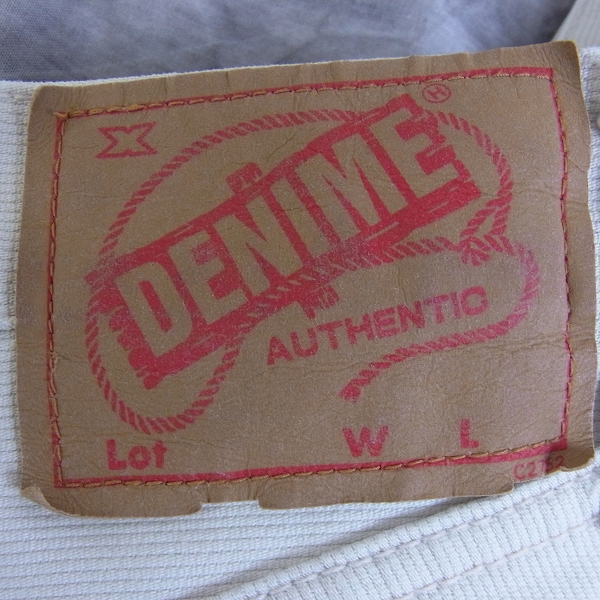 X
DENIME ®
AUTHENTIC
Lot W L